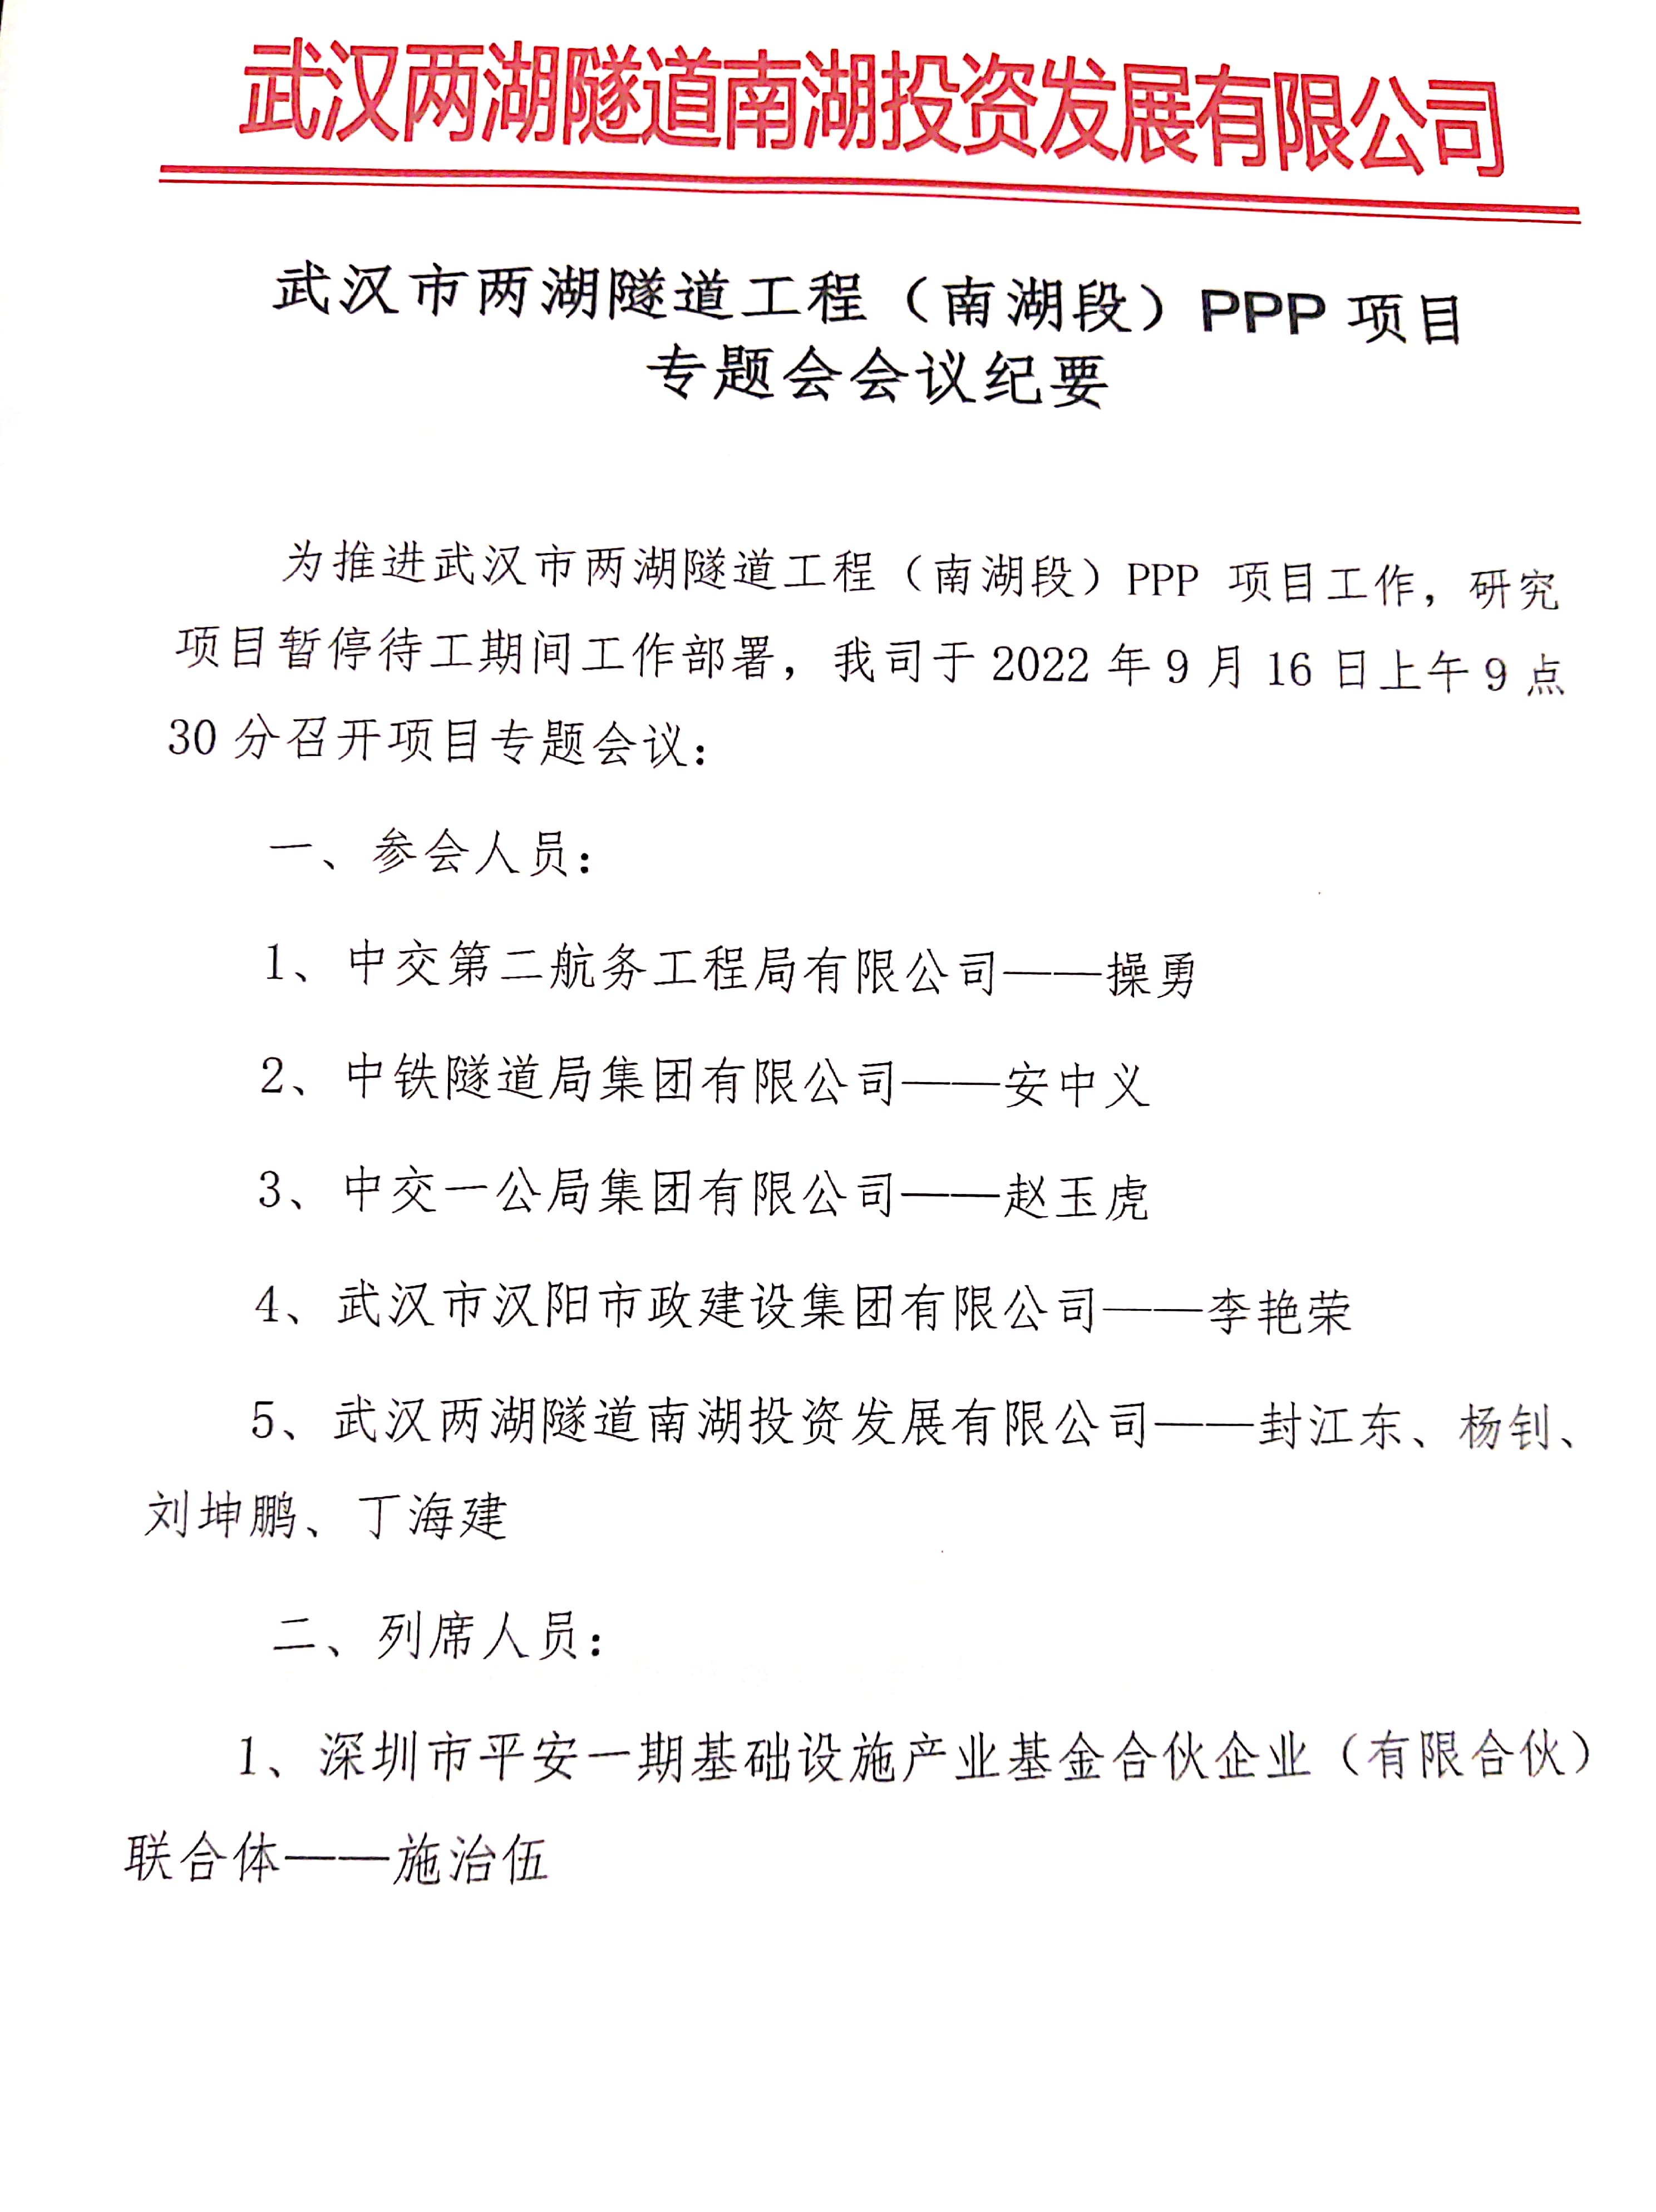 武汉两湖隧道南湖投资发展有限公司
武汉市两湖隧道工程（南湖段）PPP 项目
专题会会议纪要
为推进武汉市两湖隧道工程（南湖段）PPP 项目工作，研究
项目暂停待工期间工作部署，我司于 2022 年 9 月 16 日上午 9 点
30 分召开项目专题会议：
一、参会人员：
1、中交第二航务工程局有限公司——操勇
2、中铁隧道局集团有限公司——安中义
3、中交一公局集团有限公司——赵玉虎
4、武汉市汉阳市政建设集团有限公司——李艳荣
5、武汉两湖隧道南湖投资发展有限公司——封江东、杨钊、
刘坤鹏、丁海建
二、列席人员：
1、深圳市平安一期基础设施产业基金合伙企业（有限合伙）
联合体——施治伍